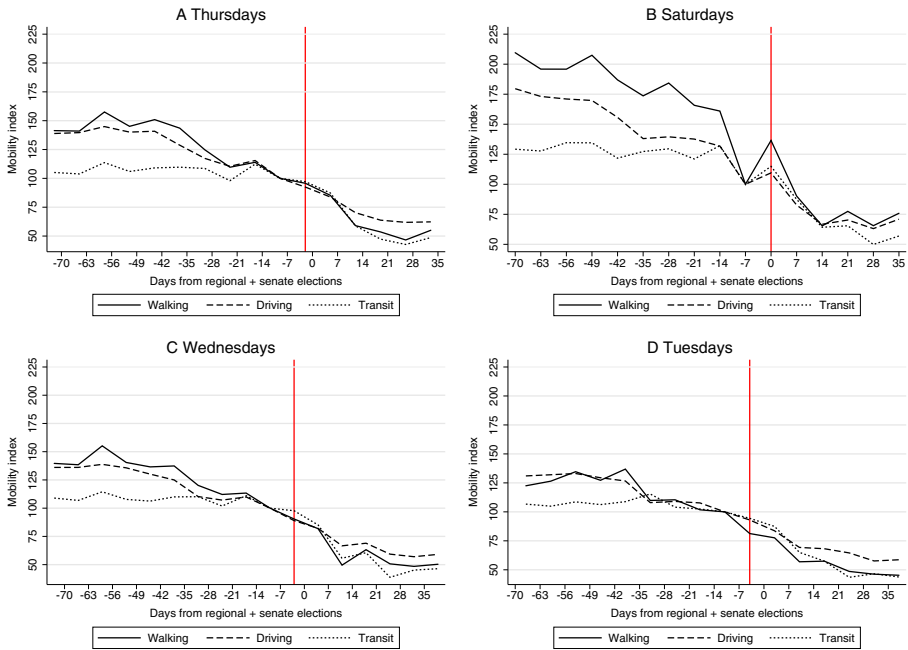 A Thursdays
Mobility index
225
200
175
150
125
100
75
50
-70 -63 -56 -49 -42 -35 -28 -21 -14 -7 0 7 14 21 28 35
Days from regional + senate elections
Walking Driving Transit
B Saturdays
Mobility index
225
200
175
150
125
100
75
50
-70 -63 -56 -49 -42 -35 -28 -21 -14 -7 0 7 14 21 28 35
Days from regional + senate elections
Walking Driving Transit
C Wednesdays
Mobility index
225
200
175
150
125
100
75
50
-70 -63 -56 -49 -42 -35 -28 -21 -14 -7 0 7 14 21 28 35
Days from regional + senate elections
Walking Driving Transit
D Tuesdays
Mobility index
225
200
175
150
125
100
75
50
-70 -63 -56 -49 -42 -35 -28 -21 -14 -7 0 7 14 21 28 35
Days from regional + senate elections
Walking Driving Transit